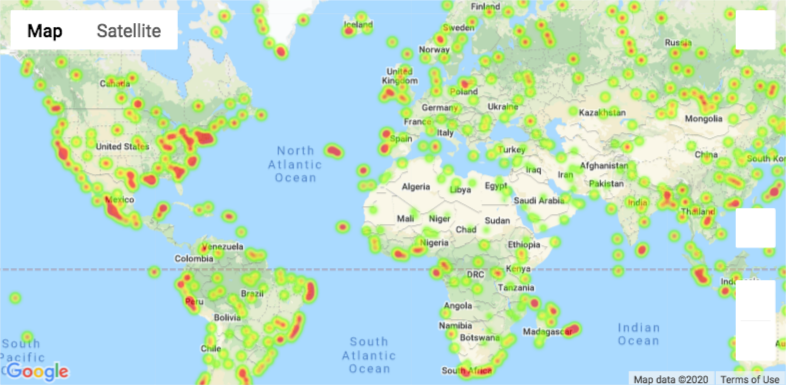 Map Satellite
Finland
Iceland
Sweden
Russia
Norway
Canada
United
Kingdom
Poland
Germany
Ukraine
Kazakhstan
Mongolia
France
Italy
Spain
United States
Turkey
China
South Ko
North
Atlantic
Ocean
Iraq
Iran
Afghanistan
Pakistan
Algeria
Libya
Egypt
Saudi Arabia
India
Mexico
Thailand
Mali
Niger
Chad
Sudan
Nigeria
Ethiopia
Venezuela
Colombia
DRC
Kenya
Tanzania
Ind
Peru
Brazil
Bolivia
Angola
Namibia
Botswana
Madagascar
Indian
Ocean
Chile
South
Atlantic
Ocean
South
Pacific
South Africa
Google
Map data ©2020 Terms of Use